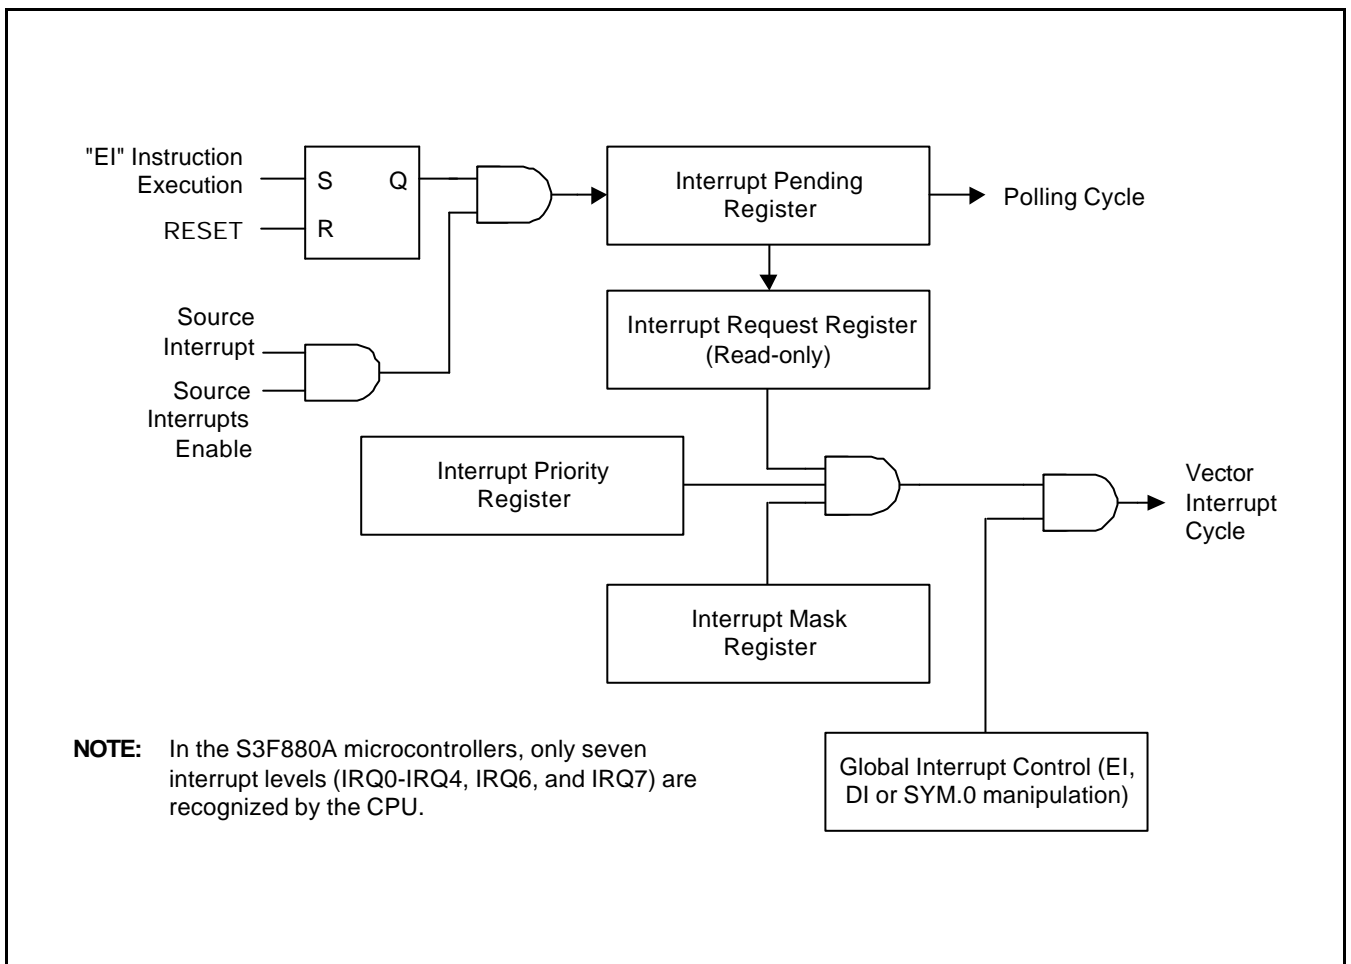 "EI" Instruction
Execution
S
Q
RESET
R
Interrupt Pending
Register
Polling Cycle
Source
Interrupt
Source
Interrupts
Enable
Interrupt Request Register
(Read-only)
Interrupt Priority
Register
Vector
Interrupt
Cycle
Interrupt Mask
Register
NOTE: In the S3F880A microcontrollers, only seven
interrupt levels (IRQ0-IRQ4, IRQ6, and IRQ7) are
recognized by the CPU.
Global Interrupt Control (EI,
DI or SYM.0 manipulation)